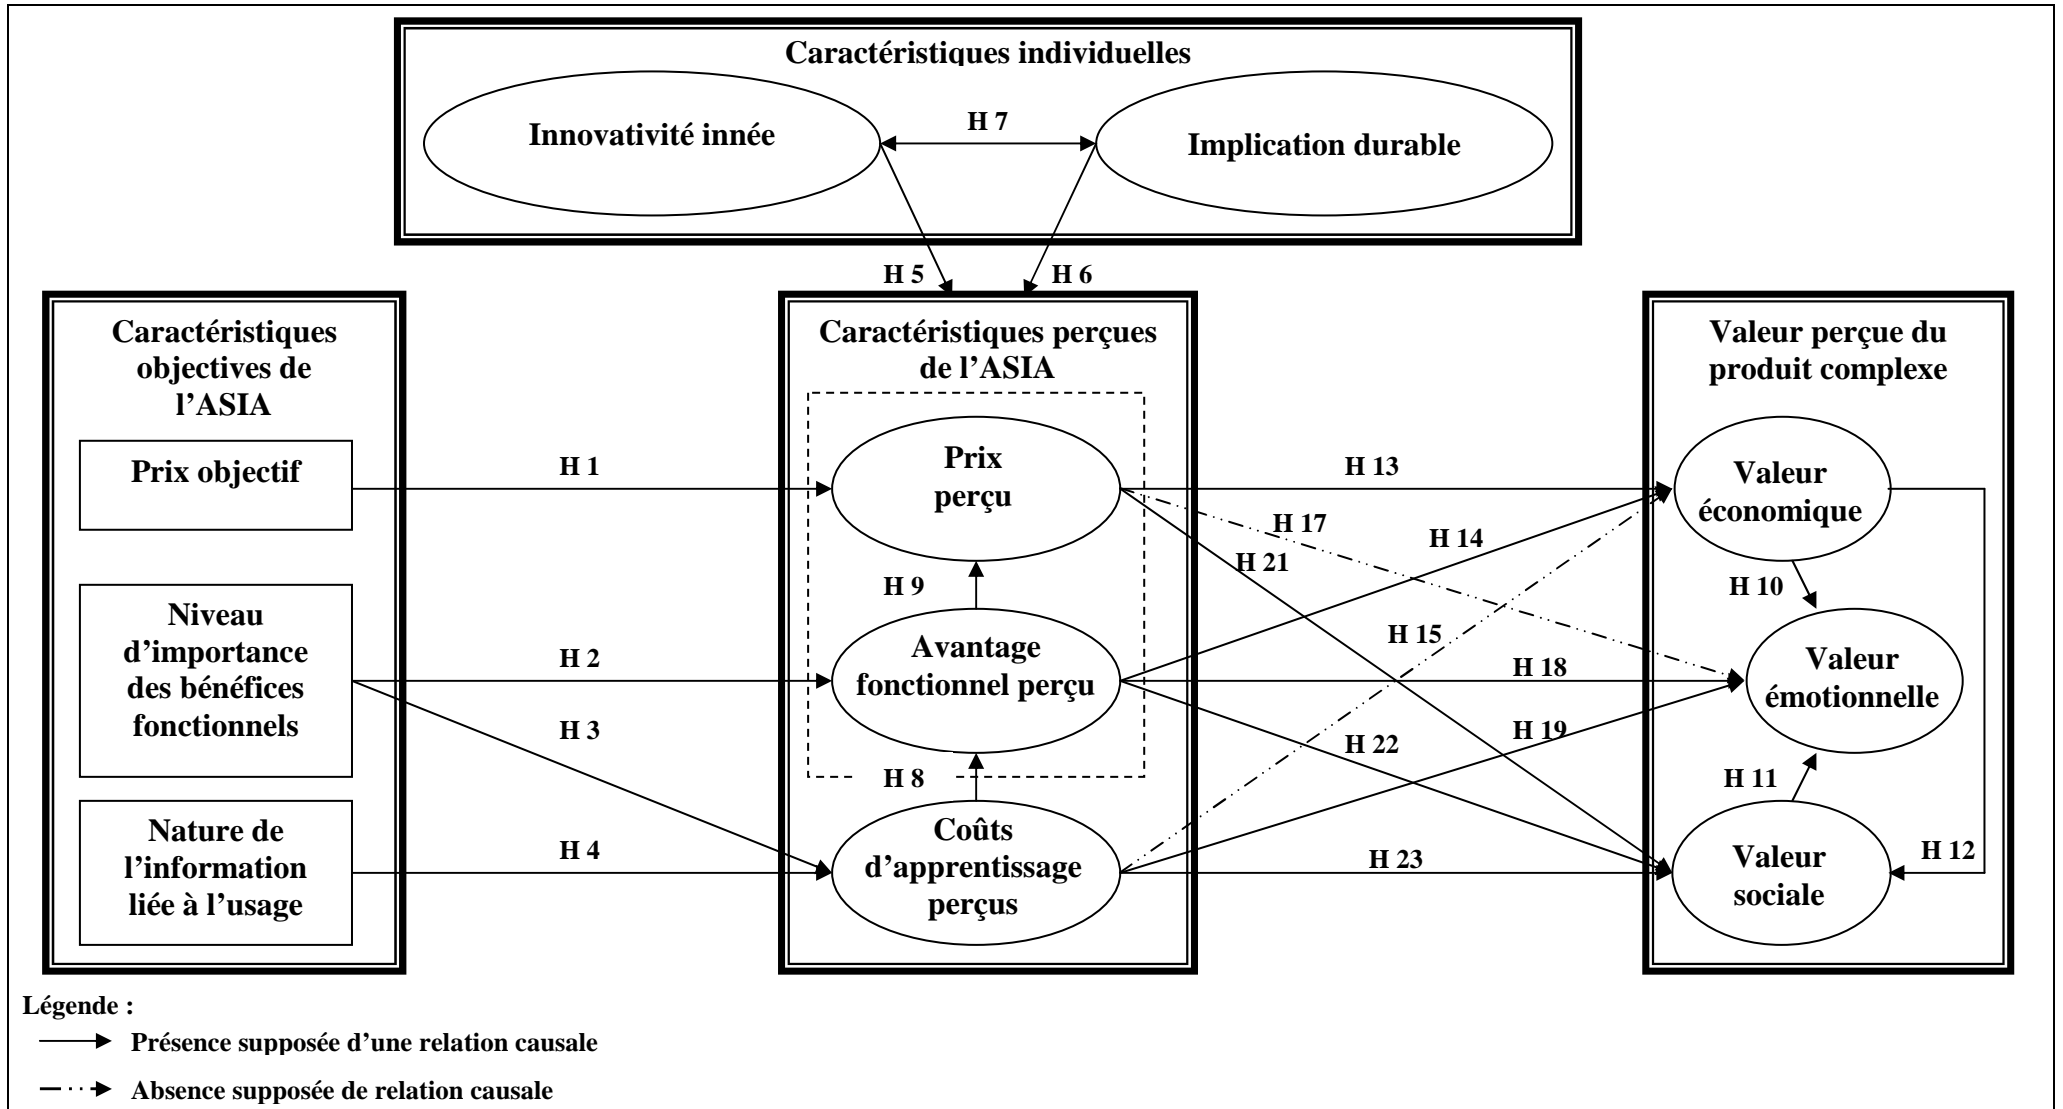 Caractéristiques individuelles
Innovativité innée
H 7
Implication durable
H 5
H 6
Caractéristiques
objectives de
l’ASIA
Prix objectif
Niveau
d’importance
des bénéfices
fonctionnels
Nature de
l’information
liée à l’usage
H 1
H 2
H 3
H 4
Caractéristiques perçues
de l’ASIA
Prix
perçu
H 9
Avantage
fonctionnel perçu
H 8
Coûts
d’apprentissage
perçus
H 13
H 17
H 14
H 21
H 15
H 18
H 19
H 22
H 23
Valeur perçue du
produit complexe
Valeur
économique
H 10
Valeur
émotionnelle
H 11
Valeur
sociale
H 12
Légende :
Présence supposée d’une relation causale
Absence supposée de relation causale